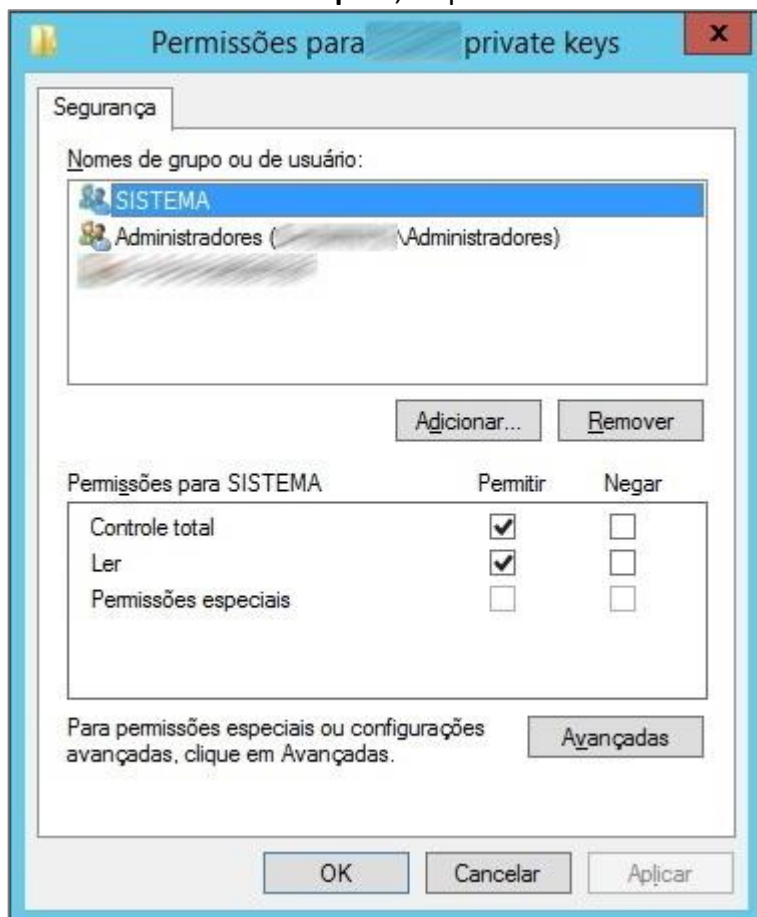 Permissões para private keys
x
Segurança
Nomes de grupo ou de usuário:
SISTEMA
Administradores ( \Administradores)
Adicionar... Remover
Permissões para SISTEMA Permitir Negar
Controle total
Ler
Permissões especiais
Para permissões especiais ou configurações Avançadas
avançadas, clique em Avançadas.
OK Cancelar Aplicar